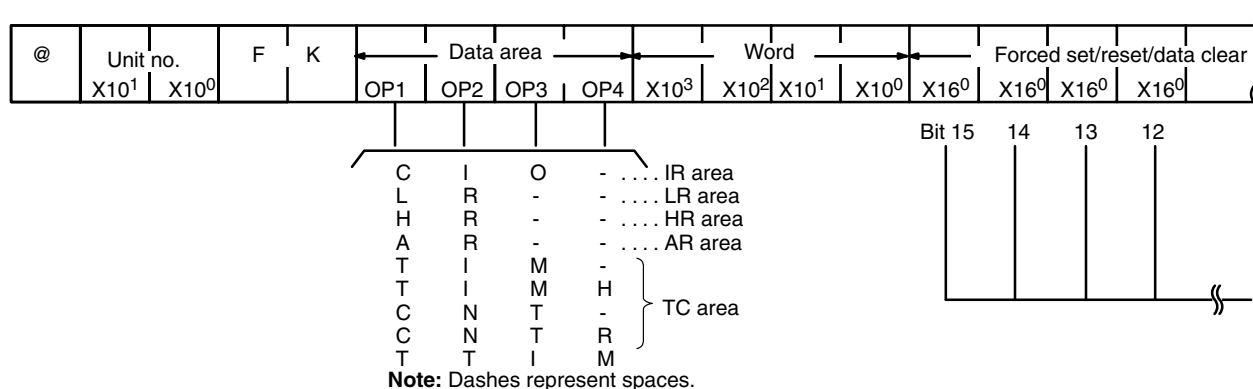 @ Unit no. F K Data area Word Forced set/reset/data clear
X10¹ X10⁰ OP1 OP2 OP3 OP4 X10³ X10² X10¹ X10⁰ X16⁰ X16⁰ X16⁰ X16⁰
Bit 15 14 13 12
C I O - . . . . IR area
L R - - . . . . LR area
H R - - . . . . HR area
A R - - . . . . AR area
T I M -
T I M H
TC area
C N T -
C N T R
T T I M
Note: Dashes represent spaces.